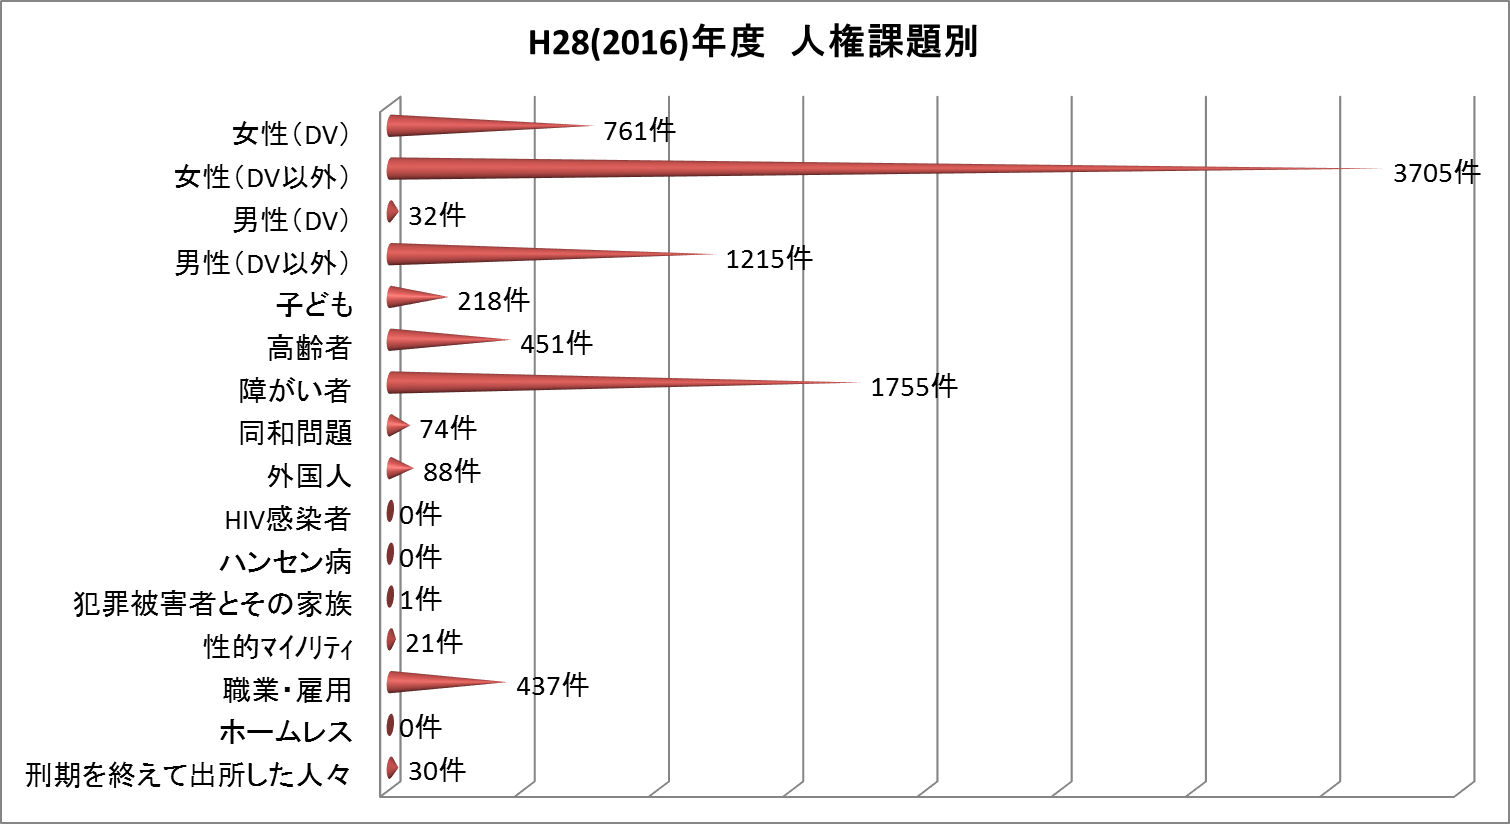 H28(2016)年度　人権課題別
女性（DV） 761件
女性（DV以外） 3705件
男性（DV） 32件
男性（DV以外） 1215件
子ども 218件
高齢者 451件
障がい者 1755件
同和問題 74件
外国人 88件
HIV感染者 0件
ハンセン病 0件
犯罪被害者とその家族 1件
性的ﾏｲﾉﾘﾃｨ 21件
職業・雇用 437件
ホームレス 0件
刑期を終えて出所した人々 30件